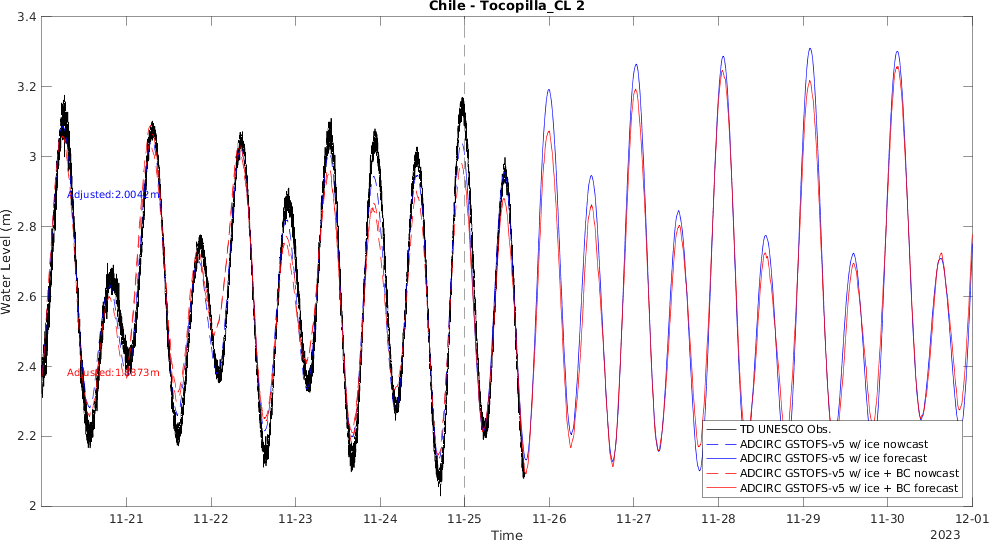 Chile - Tocopilla_CL 2
3.4
3.2
3
2.8
2.6
2.4
2.2
2
Water Level (m)
Adjusted:2.0042m
TD UNESCO Obs.
ADCIRC GSTOFS-v5 w/ ice nowcast
ADCIRC GSTOFS-v5 w/ ice forecast
ADCIRC GSTOFS-v5 w/ ice + BC nowcast
ADCIRC GSTOFS-v5 w/ ice + BC forecast
11-21
11-22
11-23
11-24
11-25
11-26
11-27
11-28
11-29
11-30
12-01
Time
2023